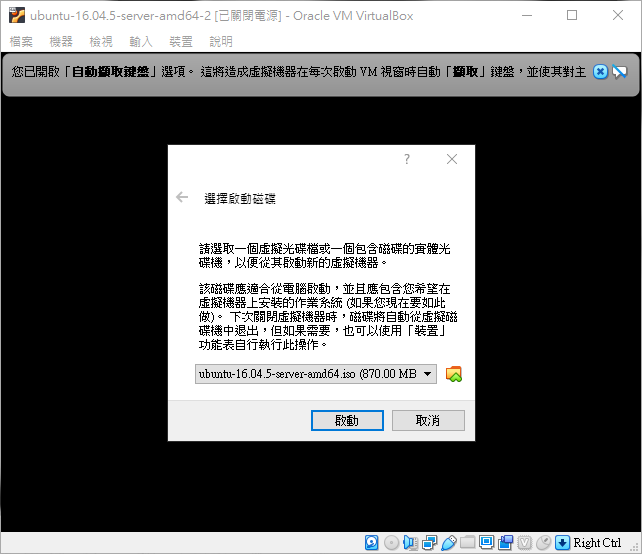 ubuntu-16.04.5-server-amd64-2 [已關閉電源] - Oracle VM VirtualBox
檔案 機器 檢視 輸入 裝置 說明
您已開啟「自動擷取鍵盤」選項。 這將造成虛擬機器在每次啟動 VM 視窗時自動「擷取」鍵盤，並使其對主
?
選擇啟動磁碟
請選取一個虛擬光碟檔或一個包含磁碟的實體光
碟機，以便從其啟動新的虛擬機器。
該磁碟應適合從電腦啟動，並且應包含您希望在
虛擬機器上安裝的作業系統 (如果您現在要如此
做)。 下次關閉虛擬機器時，磁碟將自動從虛擬磁
碟機中退出，但如果需要，也可以使用「裝置」
功能表自行執行此操作。
ubuntu-16.04.5-server-amd64.iso (870.00 MB
啟動 取消
Right Ctrl